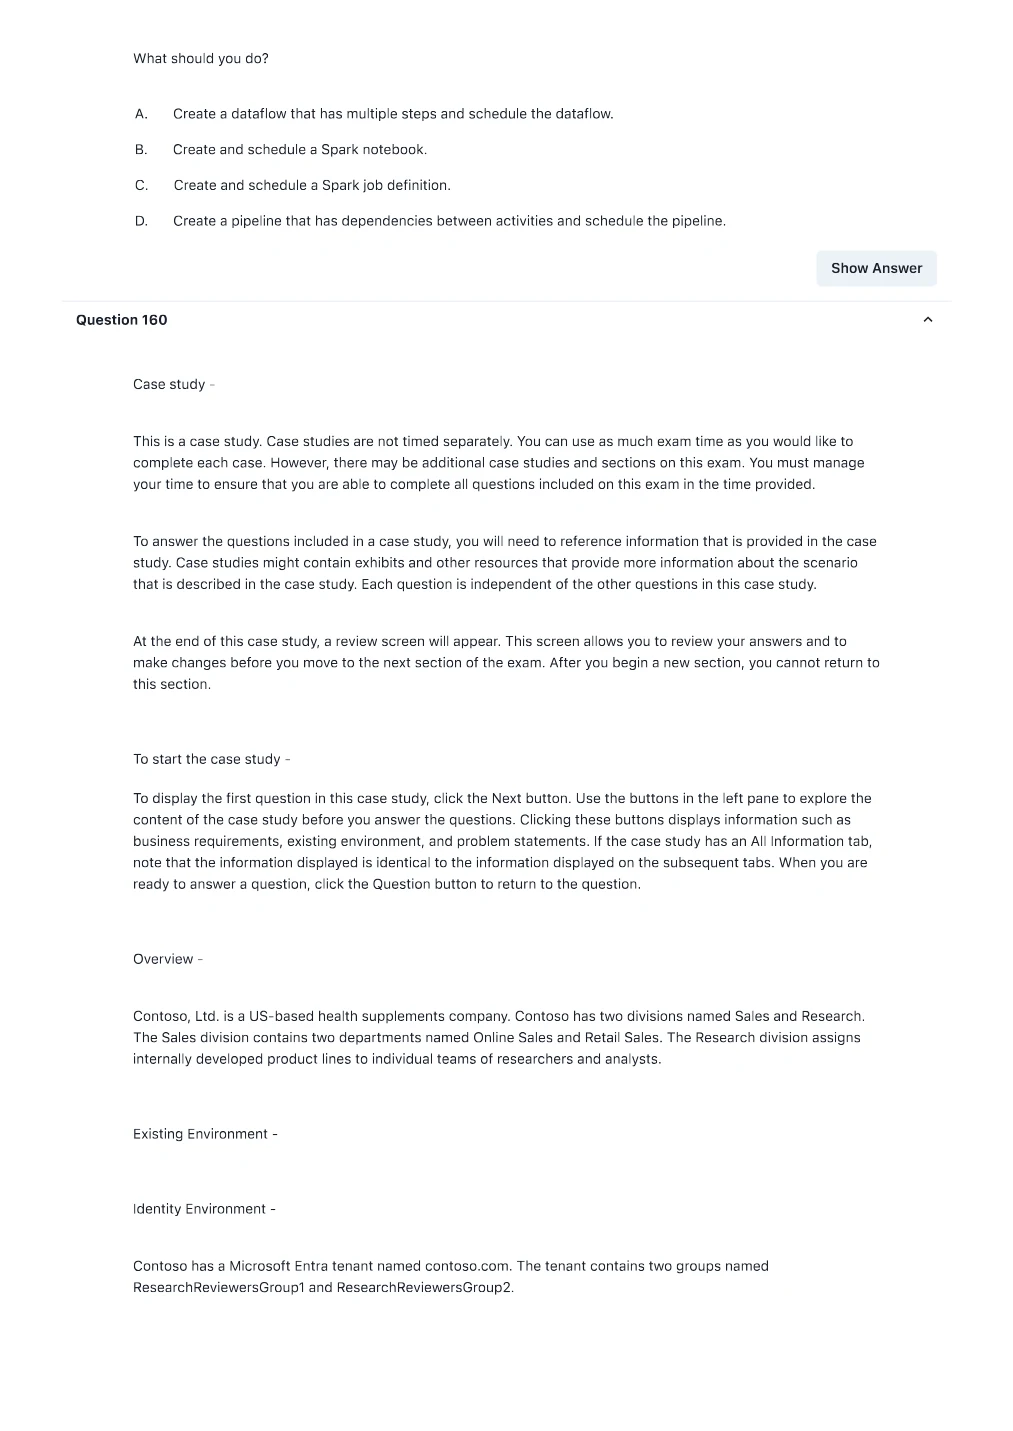 What should you do?
A. Create a dataflow that has multiple steps and schedule the dataflow.
B. Create and schedule a Spark notebook.
C. Create and schedule a Spark job definition.
D. Create a pipeline that has dependencies between activities and schedule the pipeline.
Show Answer
Question 160
Case study -
This is a case study. Case studies are not timed separately. You can use as much exam time as you would like to
complete each case. However, there may be additional case studies and sections on this exam. You must manage
your time to ensure that you are able to complete all questions included on this exam in the time provided.
To answer the questions included in a case study, you will need to reference information that is provided in the case
study. Case studies might contain exhibits and other resources that provide more information about the scenario
that is described in the case study. Each question is independent of the other questions in this case study.
At the end of this case study, a review screen will appear. This screen allows you to review your answers and to
make changes before you move to the next section of the exam. After you begin a new section, you cannot return to
this section.
To start the case study -
To display the first question in this case study, click the Next button. Use the buttons in the left pane to explore the
content of the case study before you answer the questions. Clicking these buttons displays information such as
business requirements, existing environment, and problem statements. If the case study has an All Information tab,
note that the information displayed is identical to the information displayed on the subsequent tabs. When you are
ready to answer a question, click the Question button to return to the question.
Overview -
Contoso, Ltd. is a US-based health supplements company. Contoso has two divisions named Sales and Research.
The Sales division contains two departments named Online Sales and Retail Sales. The Research division assigns
internally developed product lines to individual teams of researchers and analysts.
Existing Environment -
Identity Environment -
Contoso has a Microsoft Entra tenant named contoso.com. The tenant contains two groups named
ResearchReviewersGroup1 and ResearchReviewersGroup2.